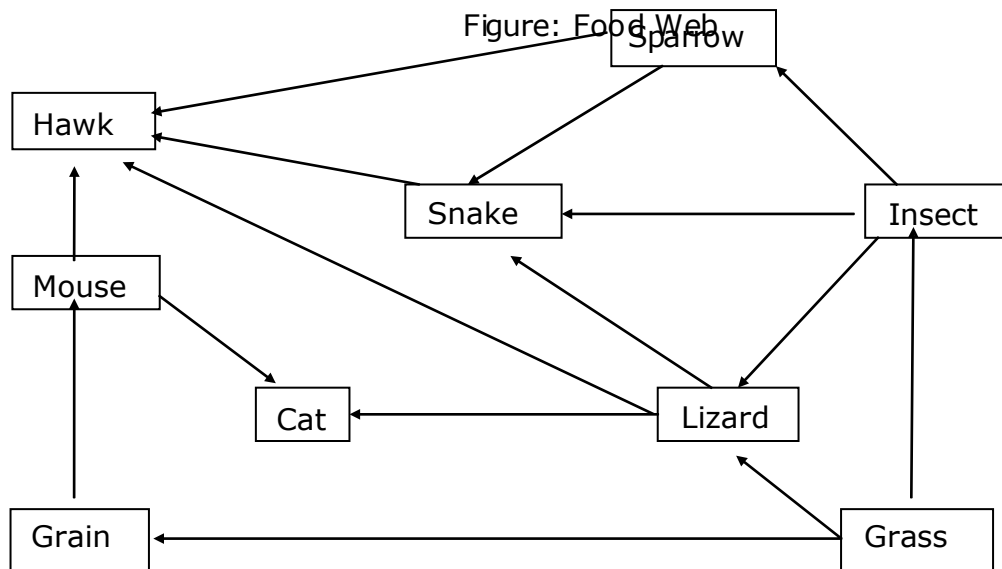 Figure: Food Web
Sparrow
Hawk
Snake
Insect
Mouse
Cat
Lizard
Grain
Grass